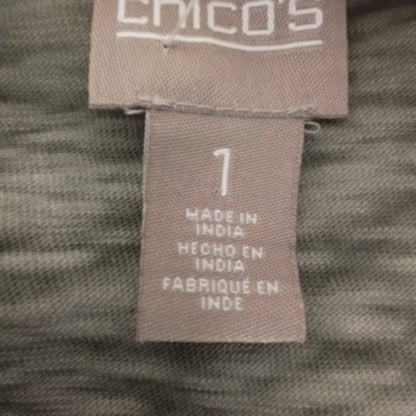 chico's
1
MADE IN
INDIA
HECHO EN
INDIA
FABRIQUÉ EN
INDE